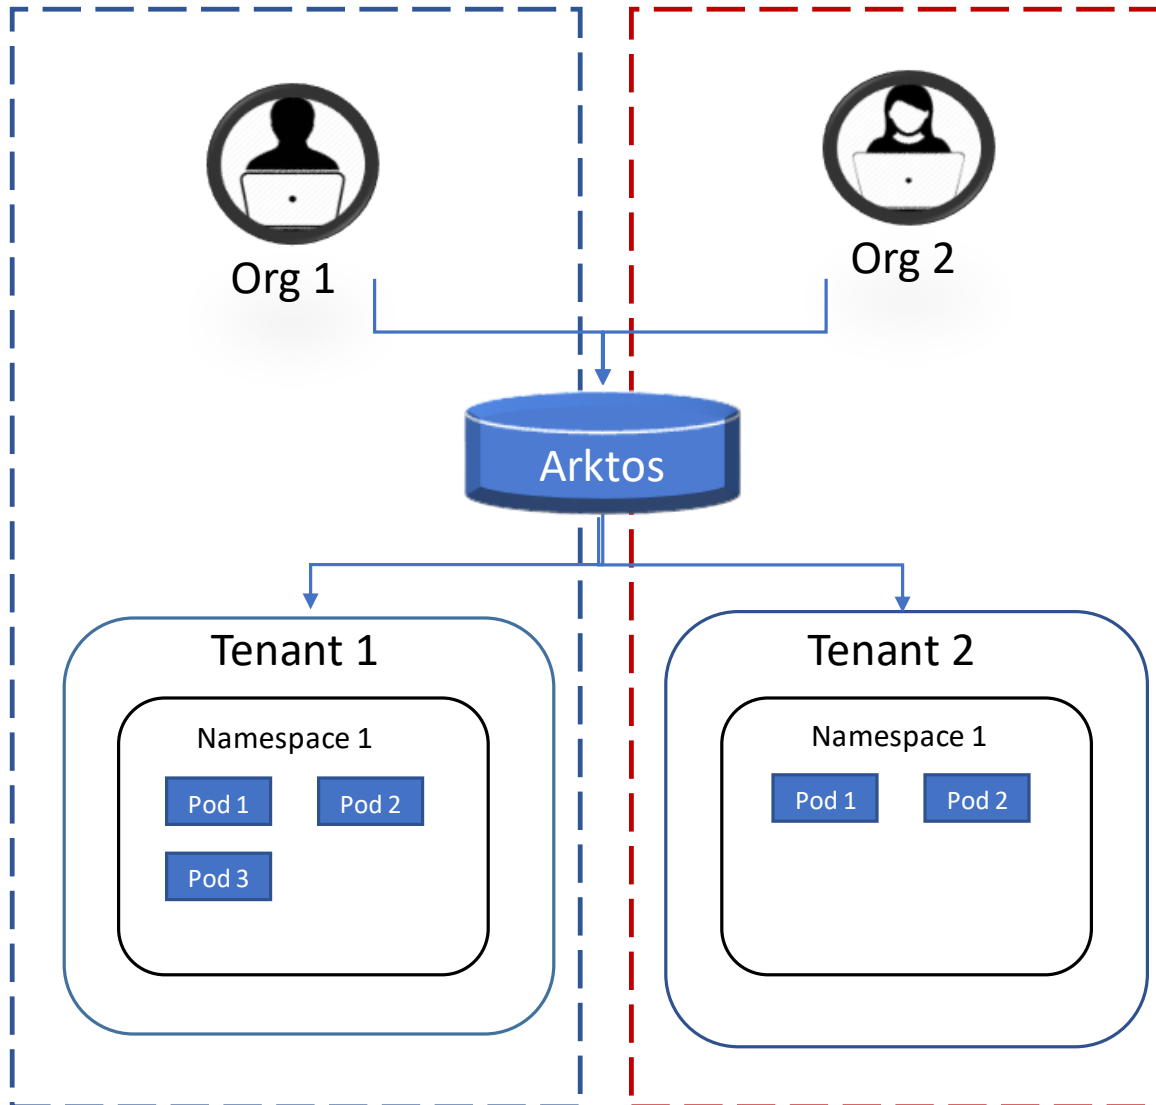 Org 1
Org 2
Arktos
Tenant 1
Namespace 1
Pod 1
Pod 2
Pod 3
Tenant 2
Namespace 1
Pod 1
Pod 2